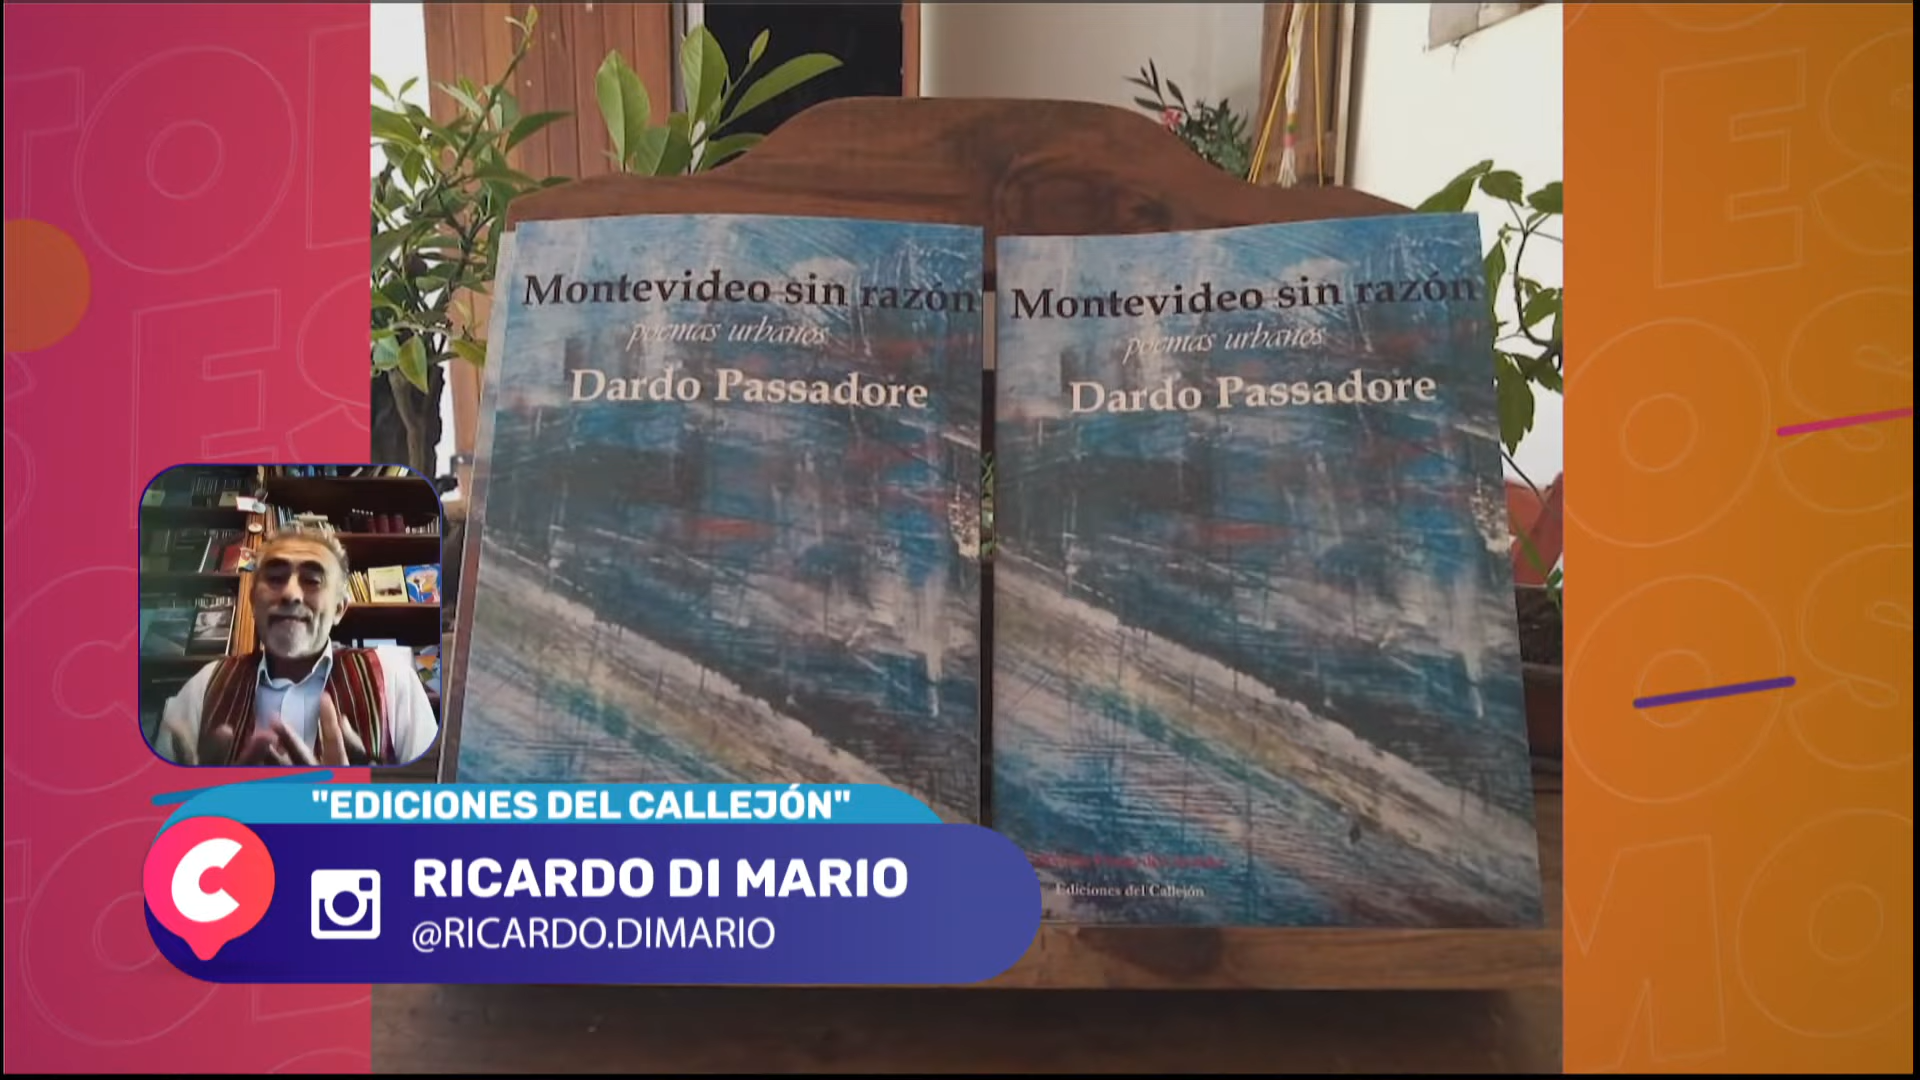 Montevideo sin razón
poemas urbanos
Dardo Passadore
Montevideo sin razón
poemas urbanos
Dardo Passadore
Ediciones del Callejón
"EDICIONES DEL CALLEJÓN"
C
RICARDO DI MARIO
@RICARDO.DIMARIO